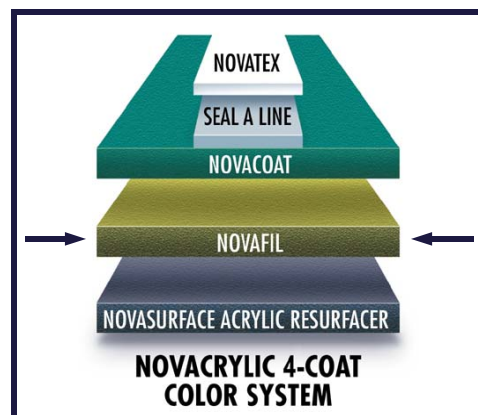 NOVATEX
SEAL A LINE
NOVACOAT
NOVAFIL
NOVASURFACE ACRYLIC RESURFACER
NOVACRYLIC 4-COAT
COLOR SYSTEM